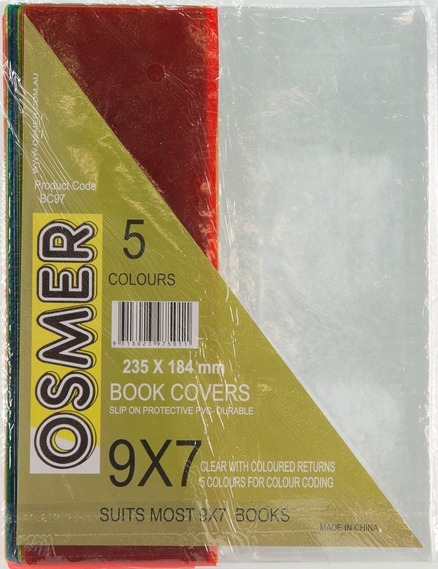 WWW.OSMER.COM.AU
Product Code
BC97
OSMER
5
COLOURS
235 X 184 mm
BOOK COVERS
SLIP ON PROTECTIVE PVC- DURABLE
9X7
CLEAR WITH COLOURED RETURNS
5 COLOURS FOR COLOUR CODING
SUITS MOST 9X7 BOOKS
MADE IN CHINA